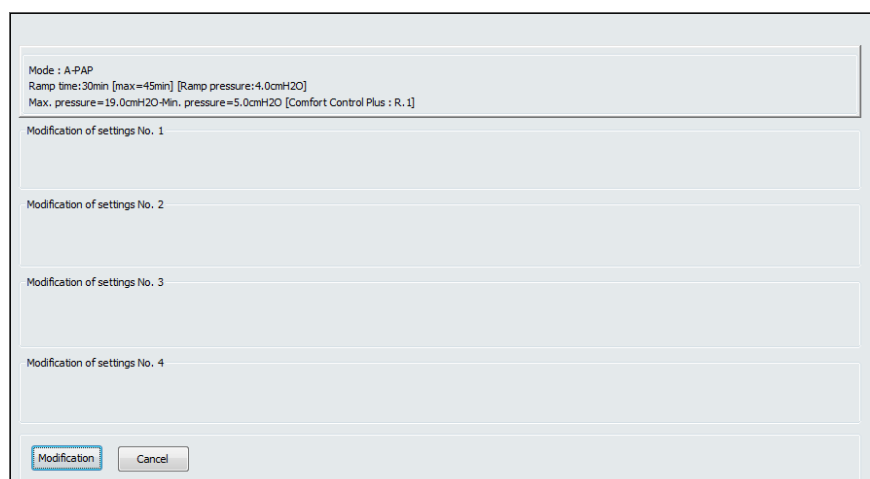 Mode : A-PAP
Ramp time:30min [max=45min] [Ramp pressure:4.0cmH2O]
Max. pressure=19.0cmH2O-Min. pressure=5.0cmH2O [Comfort Control Plus : R.1]
Modification of settings No. 1
Modification of settings No. 2
Modification of settings No. 3
Modification of settings No. 4
Modification Cancel